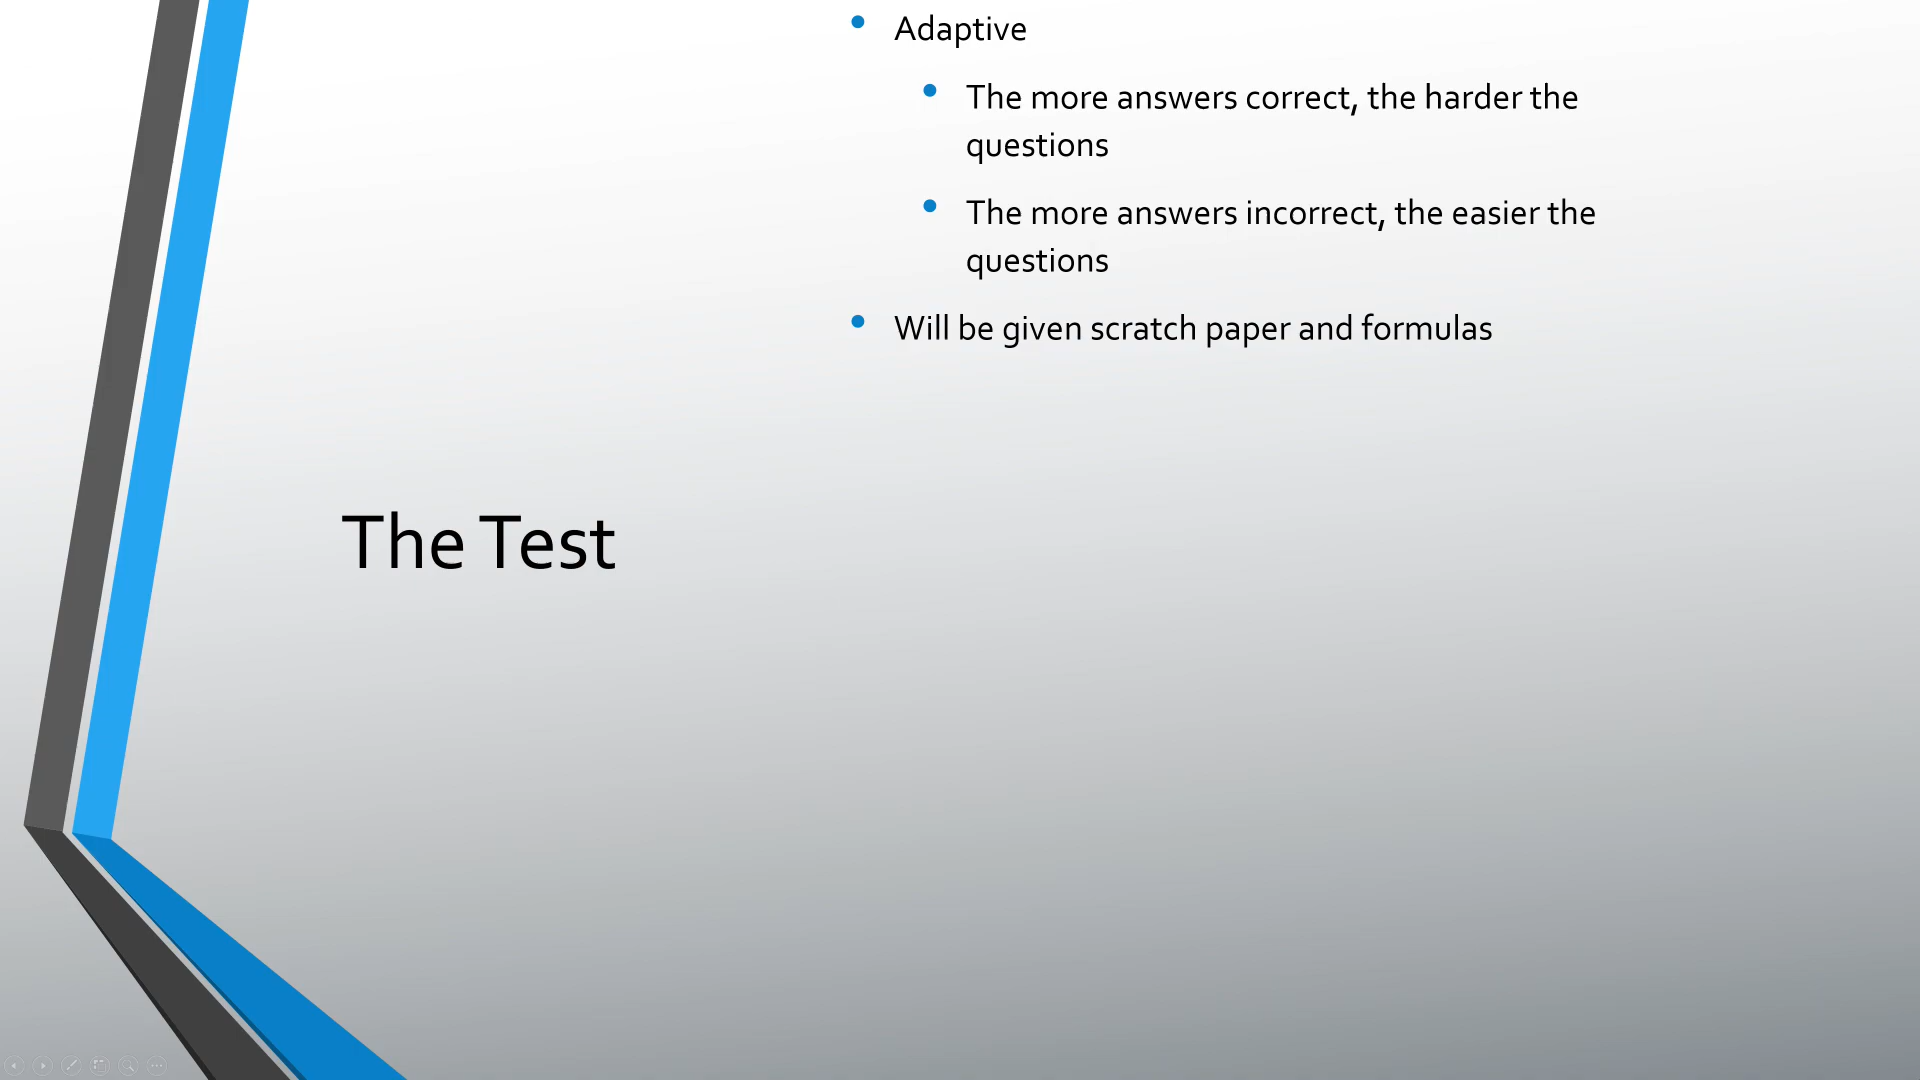 Adaptive
The more answers correct, the harder the
questions
The more answers incorrect, the easier the
questions
Will be given scratch paper and formulas
The Test